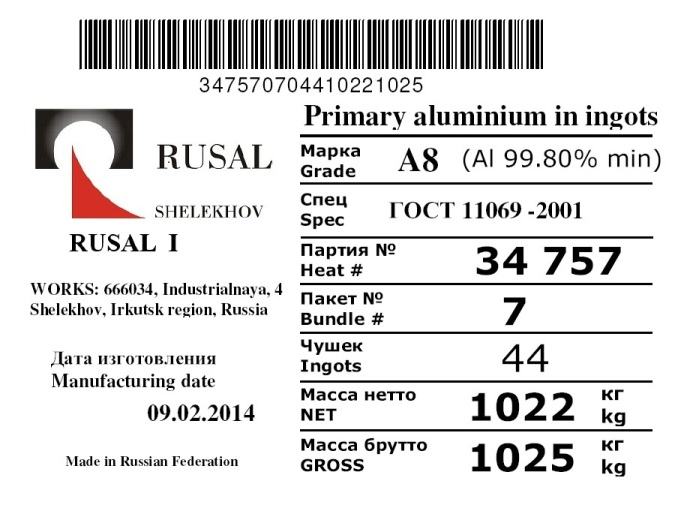 347570704410221025
Primary aluminium in ingots
RUSAL
SHELEKHOV
RUSAL I
WORKS: 666034, Industrialnaya, 4
Shelekhov, Irkutsk region, Russia
Дата изготовления
Manufacturing date
09.02.2014
Made in Russian Federation
Марка
Grade
A8 (Al 99.80% min)
Спец
Spec
ГОСТ 11069 -2001
Партия №
Heat #
34 757
Пакет №
Bundle #
7
Чушек
Ingots
44
Масса нетто
NET
1022
кг
kg
Масса брутто
GROSS
1025
кг
kg